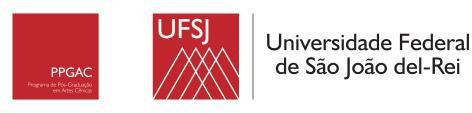 PPGAC
Programa de Pós-Graduação
em Artes Cênicas
UFSJ
Universidade Federal
de São João del-Rei